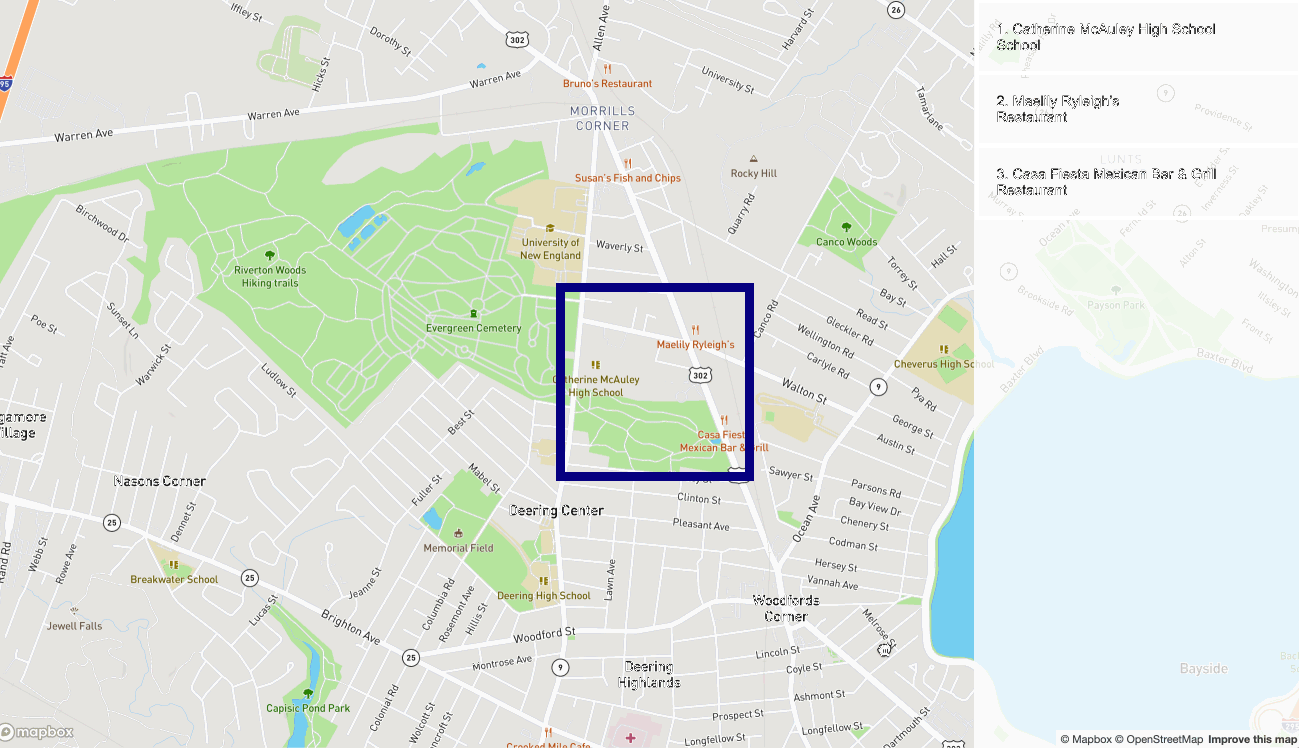 Iffley St
Dorothy St
Hicks St
302
Allen Ave
Harvard St
26
95
Warren Ave
Warren Ave
Warren Ave
Bruno's Restaurant
University St
Tamarlane
MORRILLS
CORNER
Susan's Fish and Chips
Rocky Hill
Quarry Rd
Birchwood Dr
University of
New England
Waverly St
Canco Woods
Hall St
Torrey St
Riverton Woods
Hiking trails
Bay St
Read St
Gleckler Rd
Wellington Rd
Canco Rd
Poe St
Sunset Ln
Evergreen Cemetery
Maelily Ryleigh's
Carlyle Rd
Cheverus High School
Warwick St
Ludlow St
Catherine McAuley
High School
302
Walton St
9
Pya Rd
George St
Austin St
Best St
Casa Fiest
Mexican Bar & Grill
Nasons Corner
Mabel St
Fuller St
Sawyer St
Parsons Rd
Clinton St
Bay View Dr
Deering Center
Pleasant Ave
Ocean Ave
Chenery St
25
Dennet St
Codman St
Memorial Field
Webb St
Rowe Ave
Hersey St
Breakwater School
25
Jeanne St
Deering High School
Lawn Ave
Vannah Ave
Rand Rd
Lucas St
Columbia Rd
Rosemont Ave
Hillis St
Woodfords
Corner
Jewell Falls
Brighton Ave
Woodford St
Melrose St
25
Montrose Ave
9
Deering
Highlands
Lincoln St
Coyle St
Capisic Pond Park
Colonial Rd
Wolcott St
Ashmont St
Prospect St
Longfellow St
Longfellow St
Dartmouth St
Crooked Mile Cafe
302
mapbox
1. Catherine McAuley High School
School
2. Maelily Ryleigh's
Restaurant
9
Providence St
LUNTS
3. Casa Fiesta Mexican Bar & Grill
Restaurant
Inverness St
26
Ocean Ave
Allon St
9
Brookside Rd
Payson Park
Front St
Baxter Blvd
Baxter Blvd
Bayside
© Mapbox © OpenStreetMap Improve this map